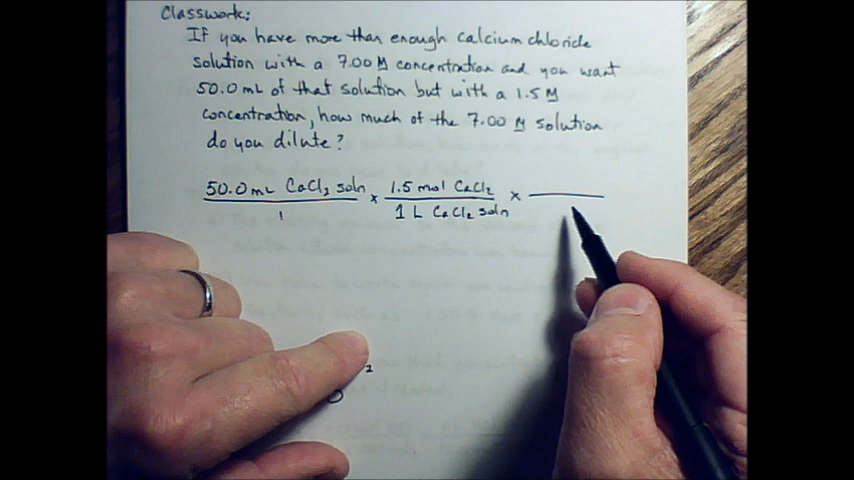 Classwork:
If you have more than enough calcium chloride
solution with a 7.00 M concentration and you want
50.0 mL of that solution but with a 1.5 M
concentration, how much of the 7.00 M solution
do you dilute?
50.0 mL CaCl₂ soln × 1.5 mol CaCl₂ ×
1 1 L CaCl₂ soln